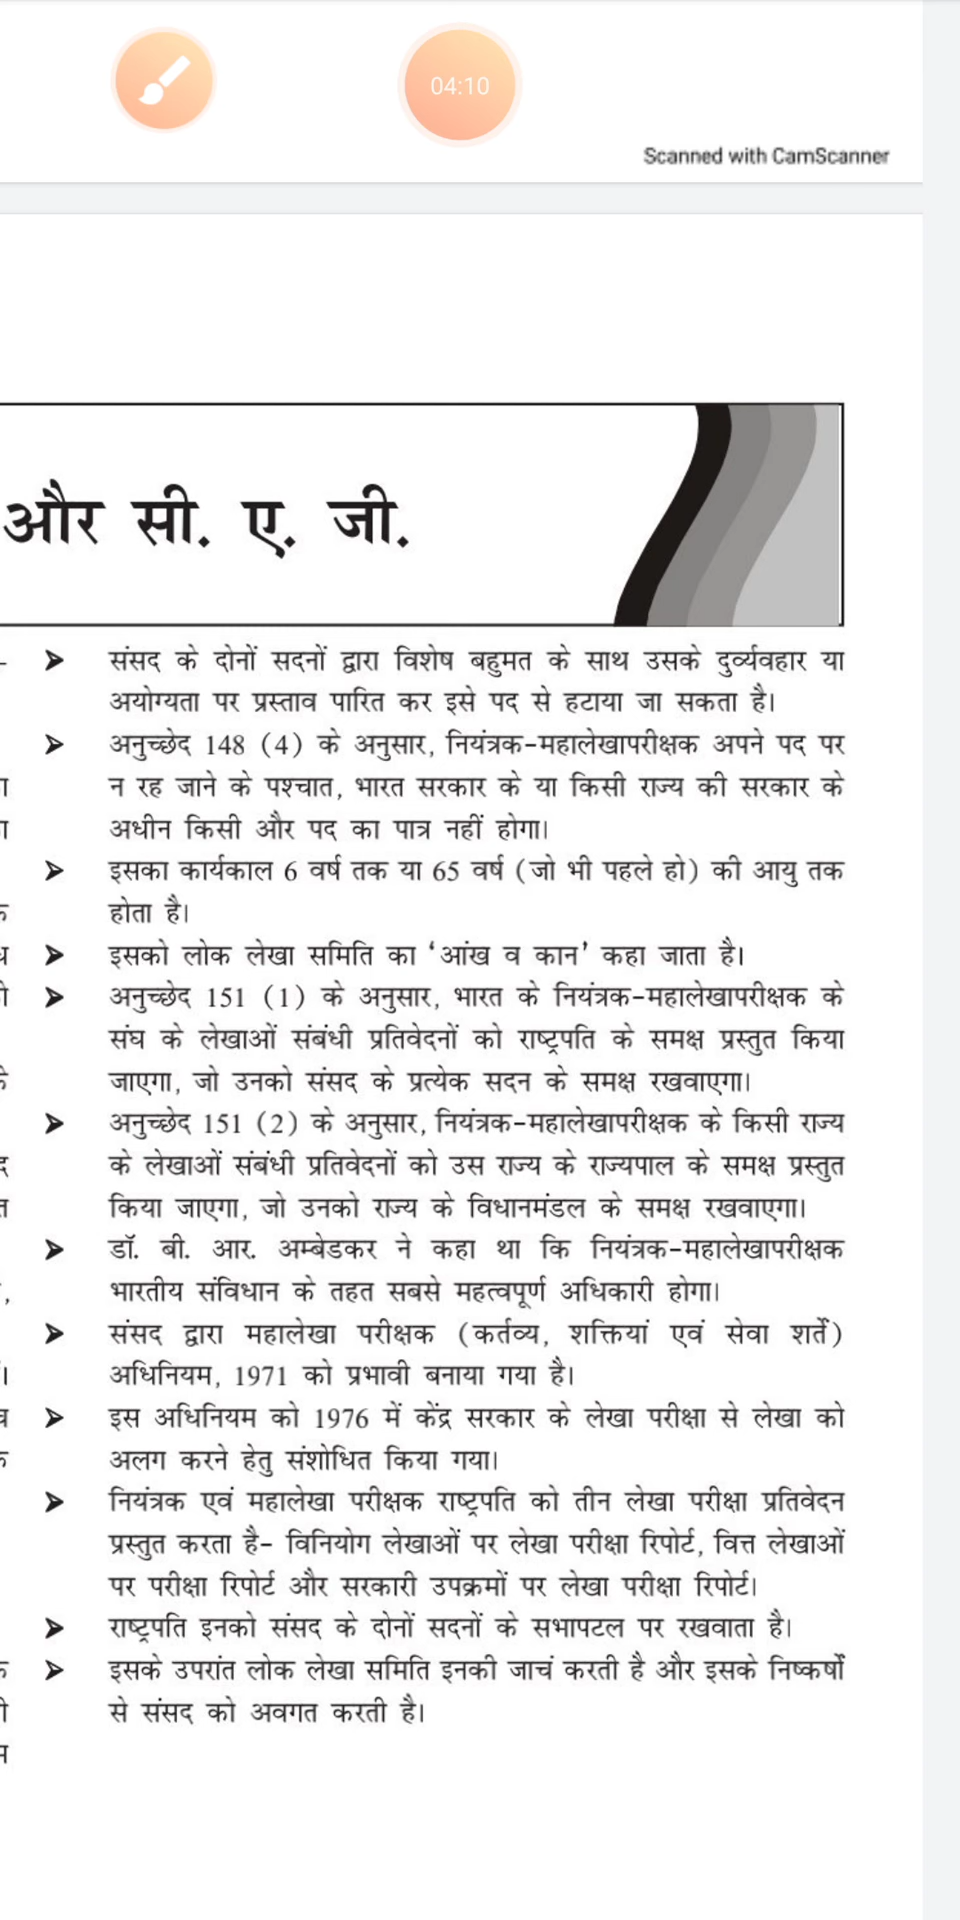 04:10
Scanned with CamScanner
और सी. ए. जी.
➤ संसद के दोनों सदनों द्वारा विशेष बहुमत के साथ उसके दुर्व्यवहार या
अयोग्यता पर प्रस्ताव पारित कर इसे पद से हटाया जा सकता है।
➤ अनुच्छेद 148 (4) के अनुसार, नियंत्रक-महालेखापरीक्षक अपने पद पर
न रह जाने के पश्चात, भारत सरकार के या किसी राज्य की सरकार के
अधीन किसी और पद का पात्र नहीं होगा।
➤ इसका कार्यकाल 6 वर्ष तक या 65 वर्ष (जो भी पहले हो) की आयु तक
होता है।
➤ इसको लोक लेखा समिति का ‘आंख व कान’ कहा जाता है।
➤ अनुच्छेद 151 (1) के अनुसार, भारत के नियंत्रक-महालेखापरीक्षक के
संघ के लेखाओं संबंधी प्रतिवेदनों को राष्ट्रपति के समक्ष प्रस्तुत किया
जाएगा, जो उनको संसद के प्रत्येक सदन के समक्ष रखवाएगा।
➤ अनुच्छेद 151 (2) के अनुसार, नियंत्रक-महालेखापरीक्षक के किसी राज्य
के लेखाओं संबंधी प्रतिवेदनों को उस राज्य के राज्यपाल के समक्ष प्रस्तुत
किया जाएगा, जो उनको राज्य के विधानमंडल के समक्ष रखवाएगा।
➤ डॉ. बी. आर. अम्बेडकर ने कहा था कि नियंत्रक-महालेखापरीक्षक
भारतीय संविधान के तहत सबसे महत्वपूर्ण अधिकारी होगा।
➤ संसद द्वारा महालेखा परीक्षक (कर्तव्य, शक्तियां एवं सेवा शर्तें)
अधिनियम, 1971 को प्रभावी बनाया गया है।
➤ इस अधिनियम को 1976 में केंद्र सरकार के लेखा परीक्षा से लेखा को
अलग करने हेतु संशोधित किया गया।
➤ नियंत्रक एवं महालेखा परीक्षक राष्ट्रपति को तीन लेखा परीक्षा प्रतिवेदन
प्रस्तुत करता है- विनियोग लेखाओं पर लेखा परीक्षा रिपोर्ट, वित्त लेखाओं
पर परीक्षा रिपोर्ट और सरकारी उपक्रमों पर लेखा परीक्षा रिपोर्ट।
➤ राष्ट्रपति इनको संसद के दोनों सदनों के सभापटल पर रखवाता है।
➤ इसके उपरांत लोक लेखा समिति इनकी जाचं करती है और इसके निष्कर्षों
से संसद को अवगत करती है।